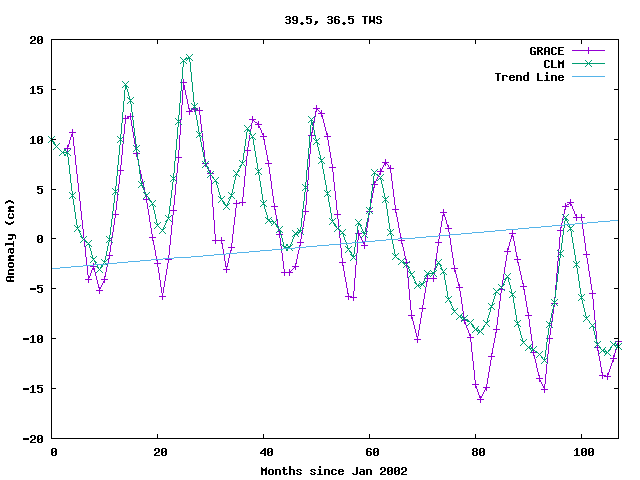 39.5, 36.5 TWS
GRACE
CLM
Trend Line
Anomaly (cm)
20
15
10
5
0
-5
-10
-15
-20
0 20 40 60 80 100
Months since Jan 2002